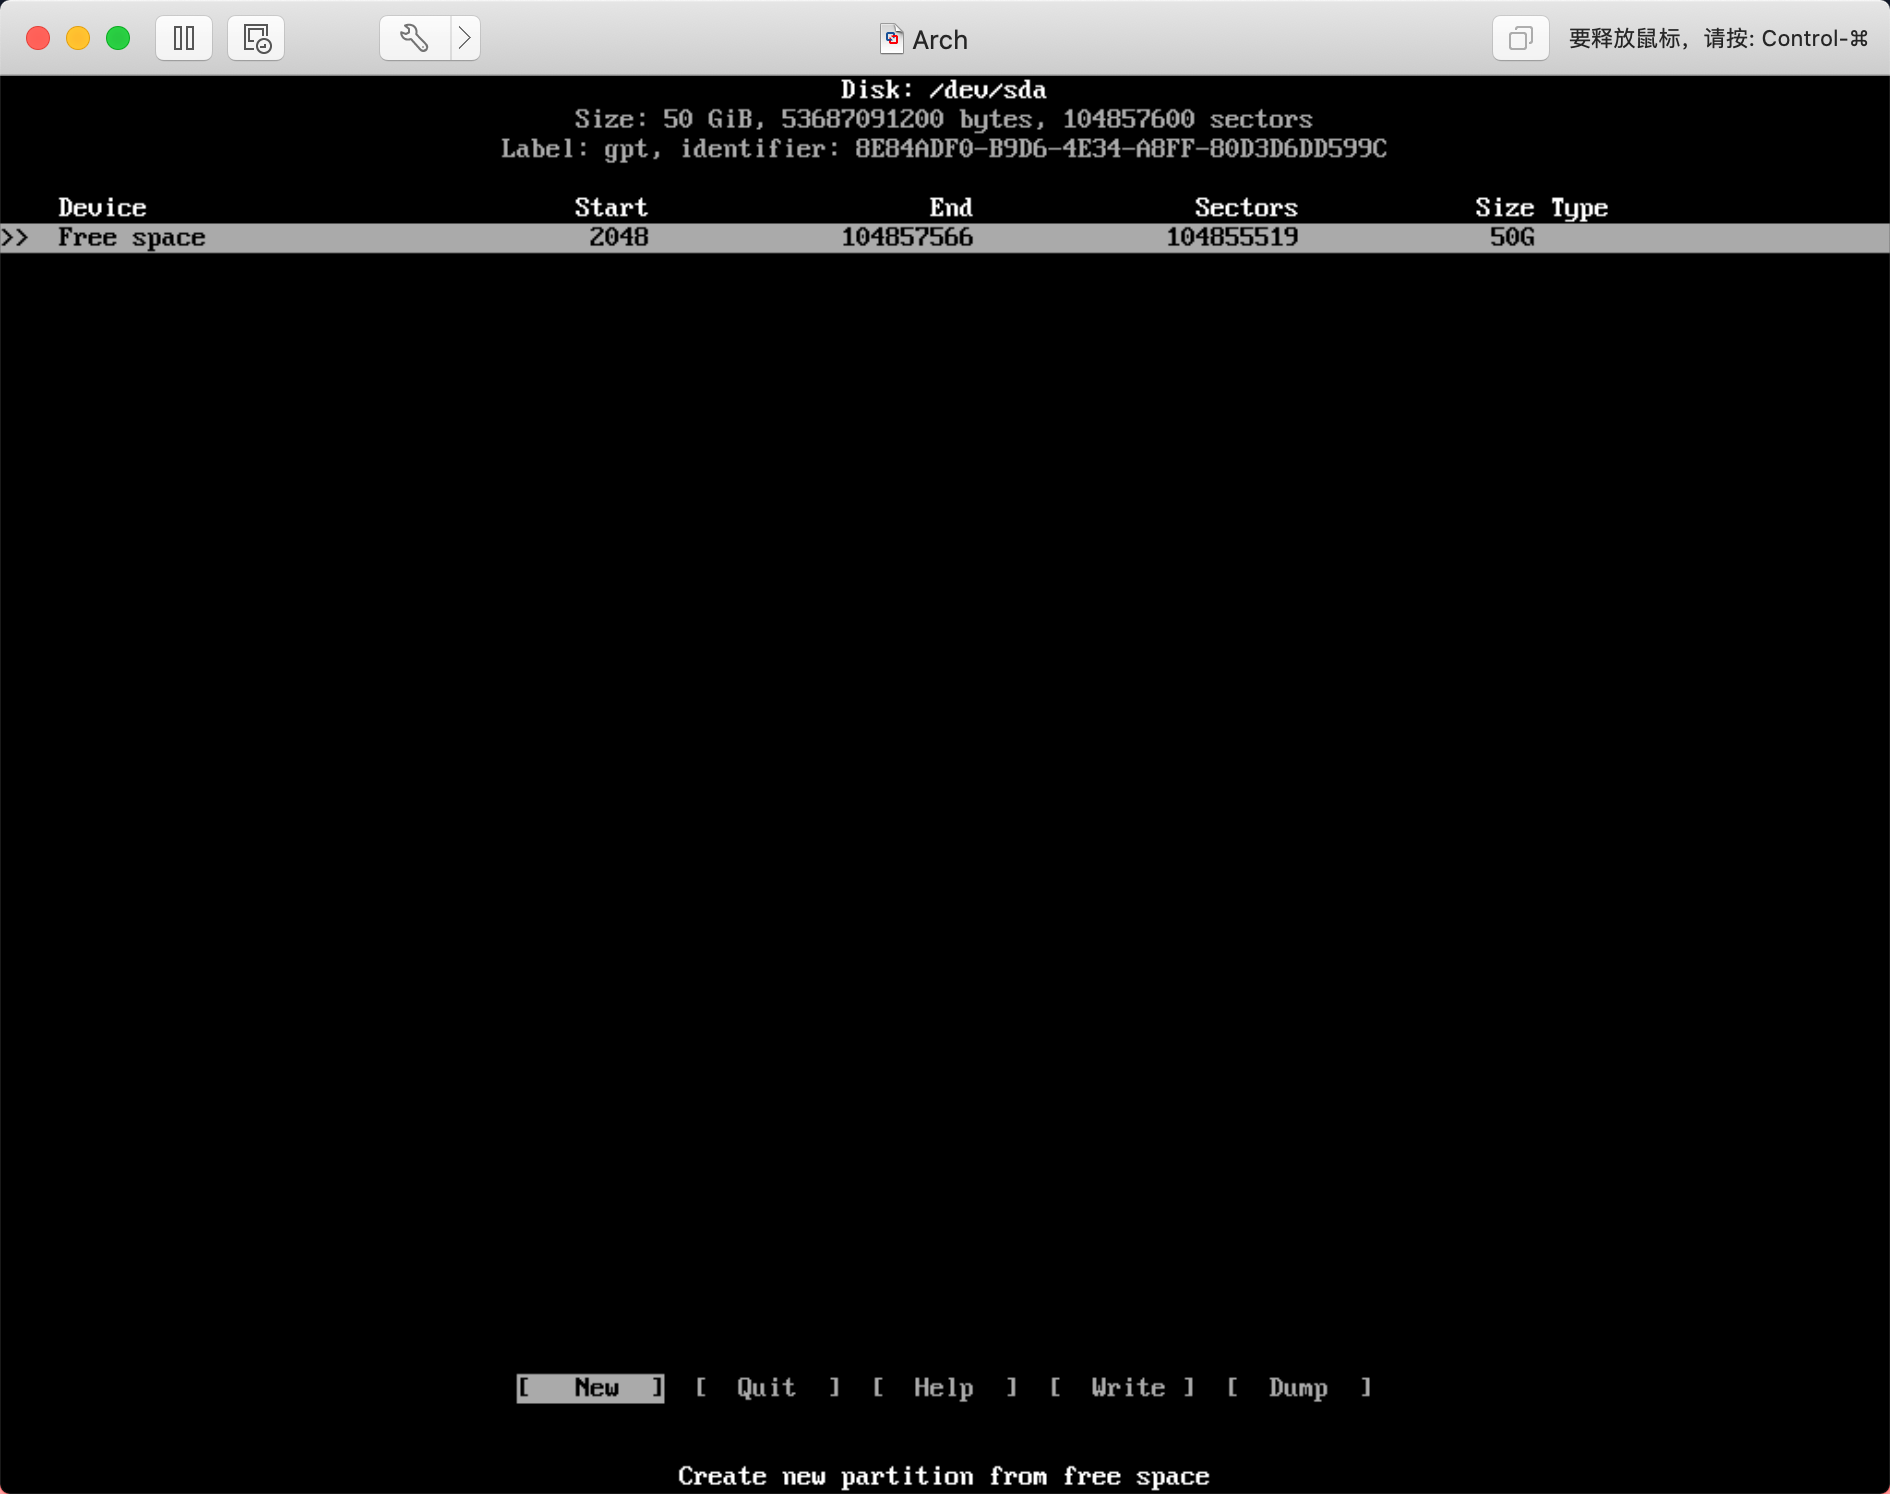 Arch
要释放鼠标，请按: Control-⌘
Disk: /dev/sda
Size: 50 GiB, 53687091200 bytes, 104857600 sectors
Label: gpt, identifier: 8E84ADF0-B9D6-4E34-A8FF-80D3D6DD599C
Device Start End Sectors Size Type
>> Free space 2048 104857566 104855519 50G
[ New ] [ Quit ] [ Help ] [ Write ] [ Dump ]
Create new partition from free space